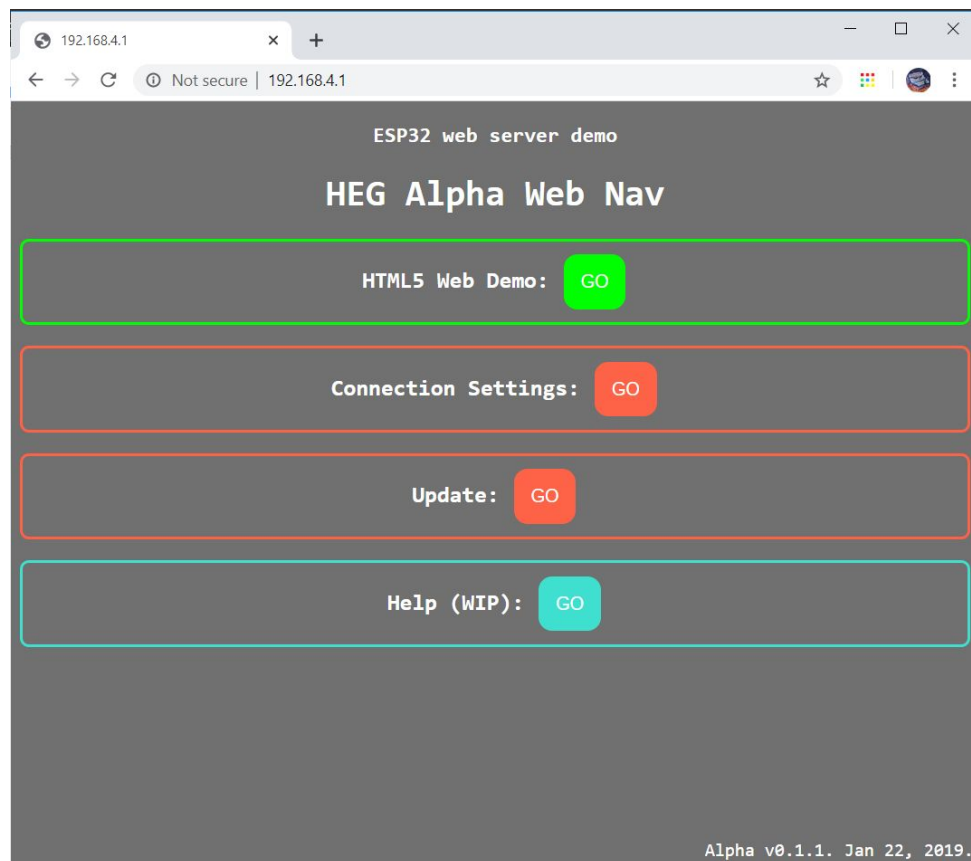 192.168.4.1
Not secure | 192.168.4.1
ESP32 web server demo
HEG Alpha Web Nav
HTML5 Web Demo: GO
Connection Settings: GO
Update: GO
Help (WIP): GO
Alpha v0.1.1. Jan 22, 2019.